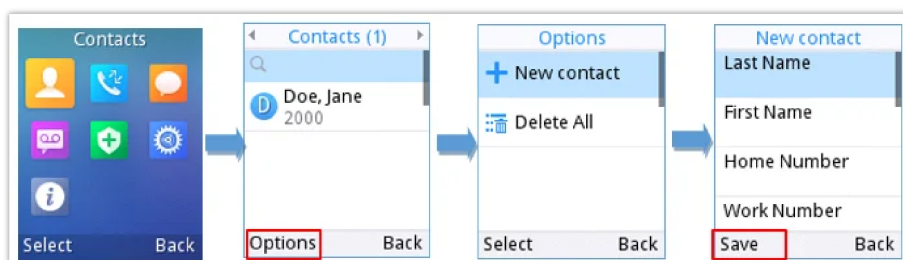 Contacts
Select Back
Contacts (1)
D Doe, Jane
2000
Options Back
Options
New contact
Delete All
Select Back
New contact
Last Name
First Name
Home Number
Work Number
Save Back